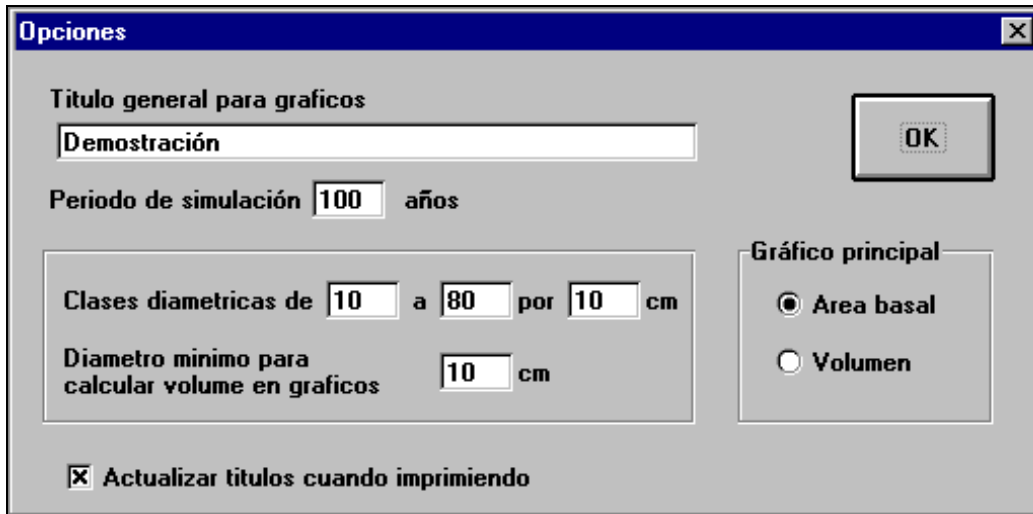 Opciones
Titulo general para graficos
Demostración
OK
Periodo de simulación 100 años
Clases diametricas de 10 a 80 por 10 cm
Diametro minimo para
calcular volume en graficos 10 cm
Gráfico principal
Area basal
Volumen
Actualizar titulos cuando imprimiendo